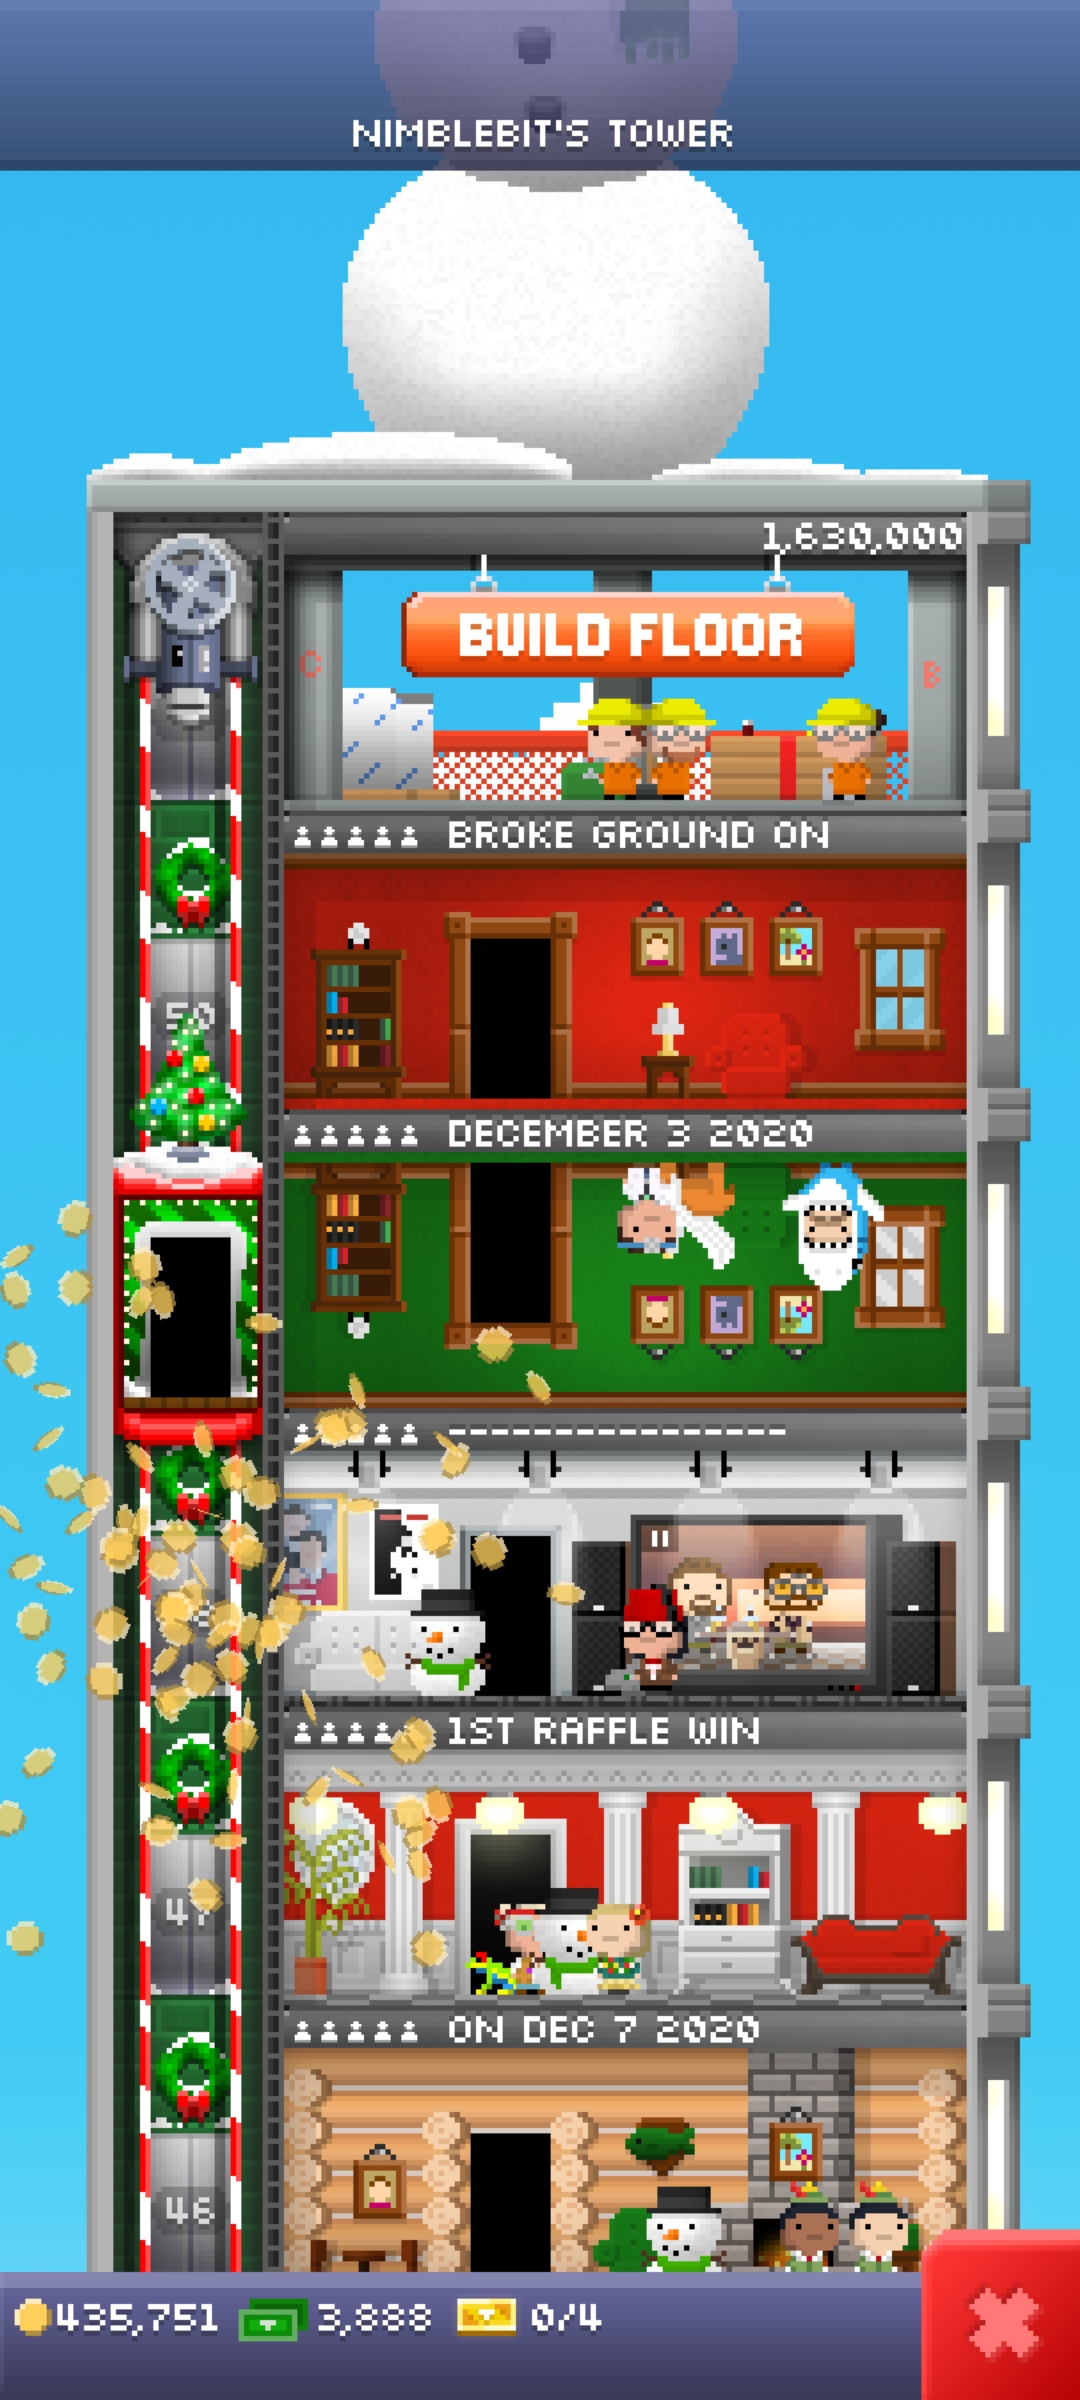 NIMBLEBIT'S TOWER
1,630,000
BUILD FLOOR
C
B
BROKE GROUND ON
50
DECEMBER 3 2020
----------------
1ST RAFFLE WIN
47
ON DEC 7 2020
46
435,751 3,888 0/4